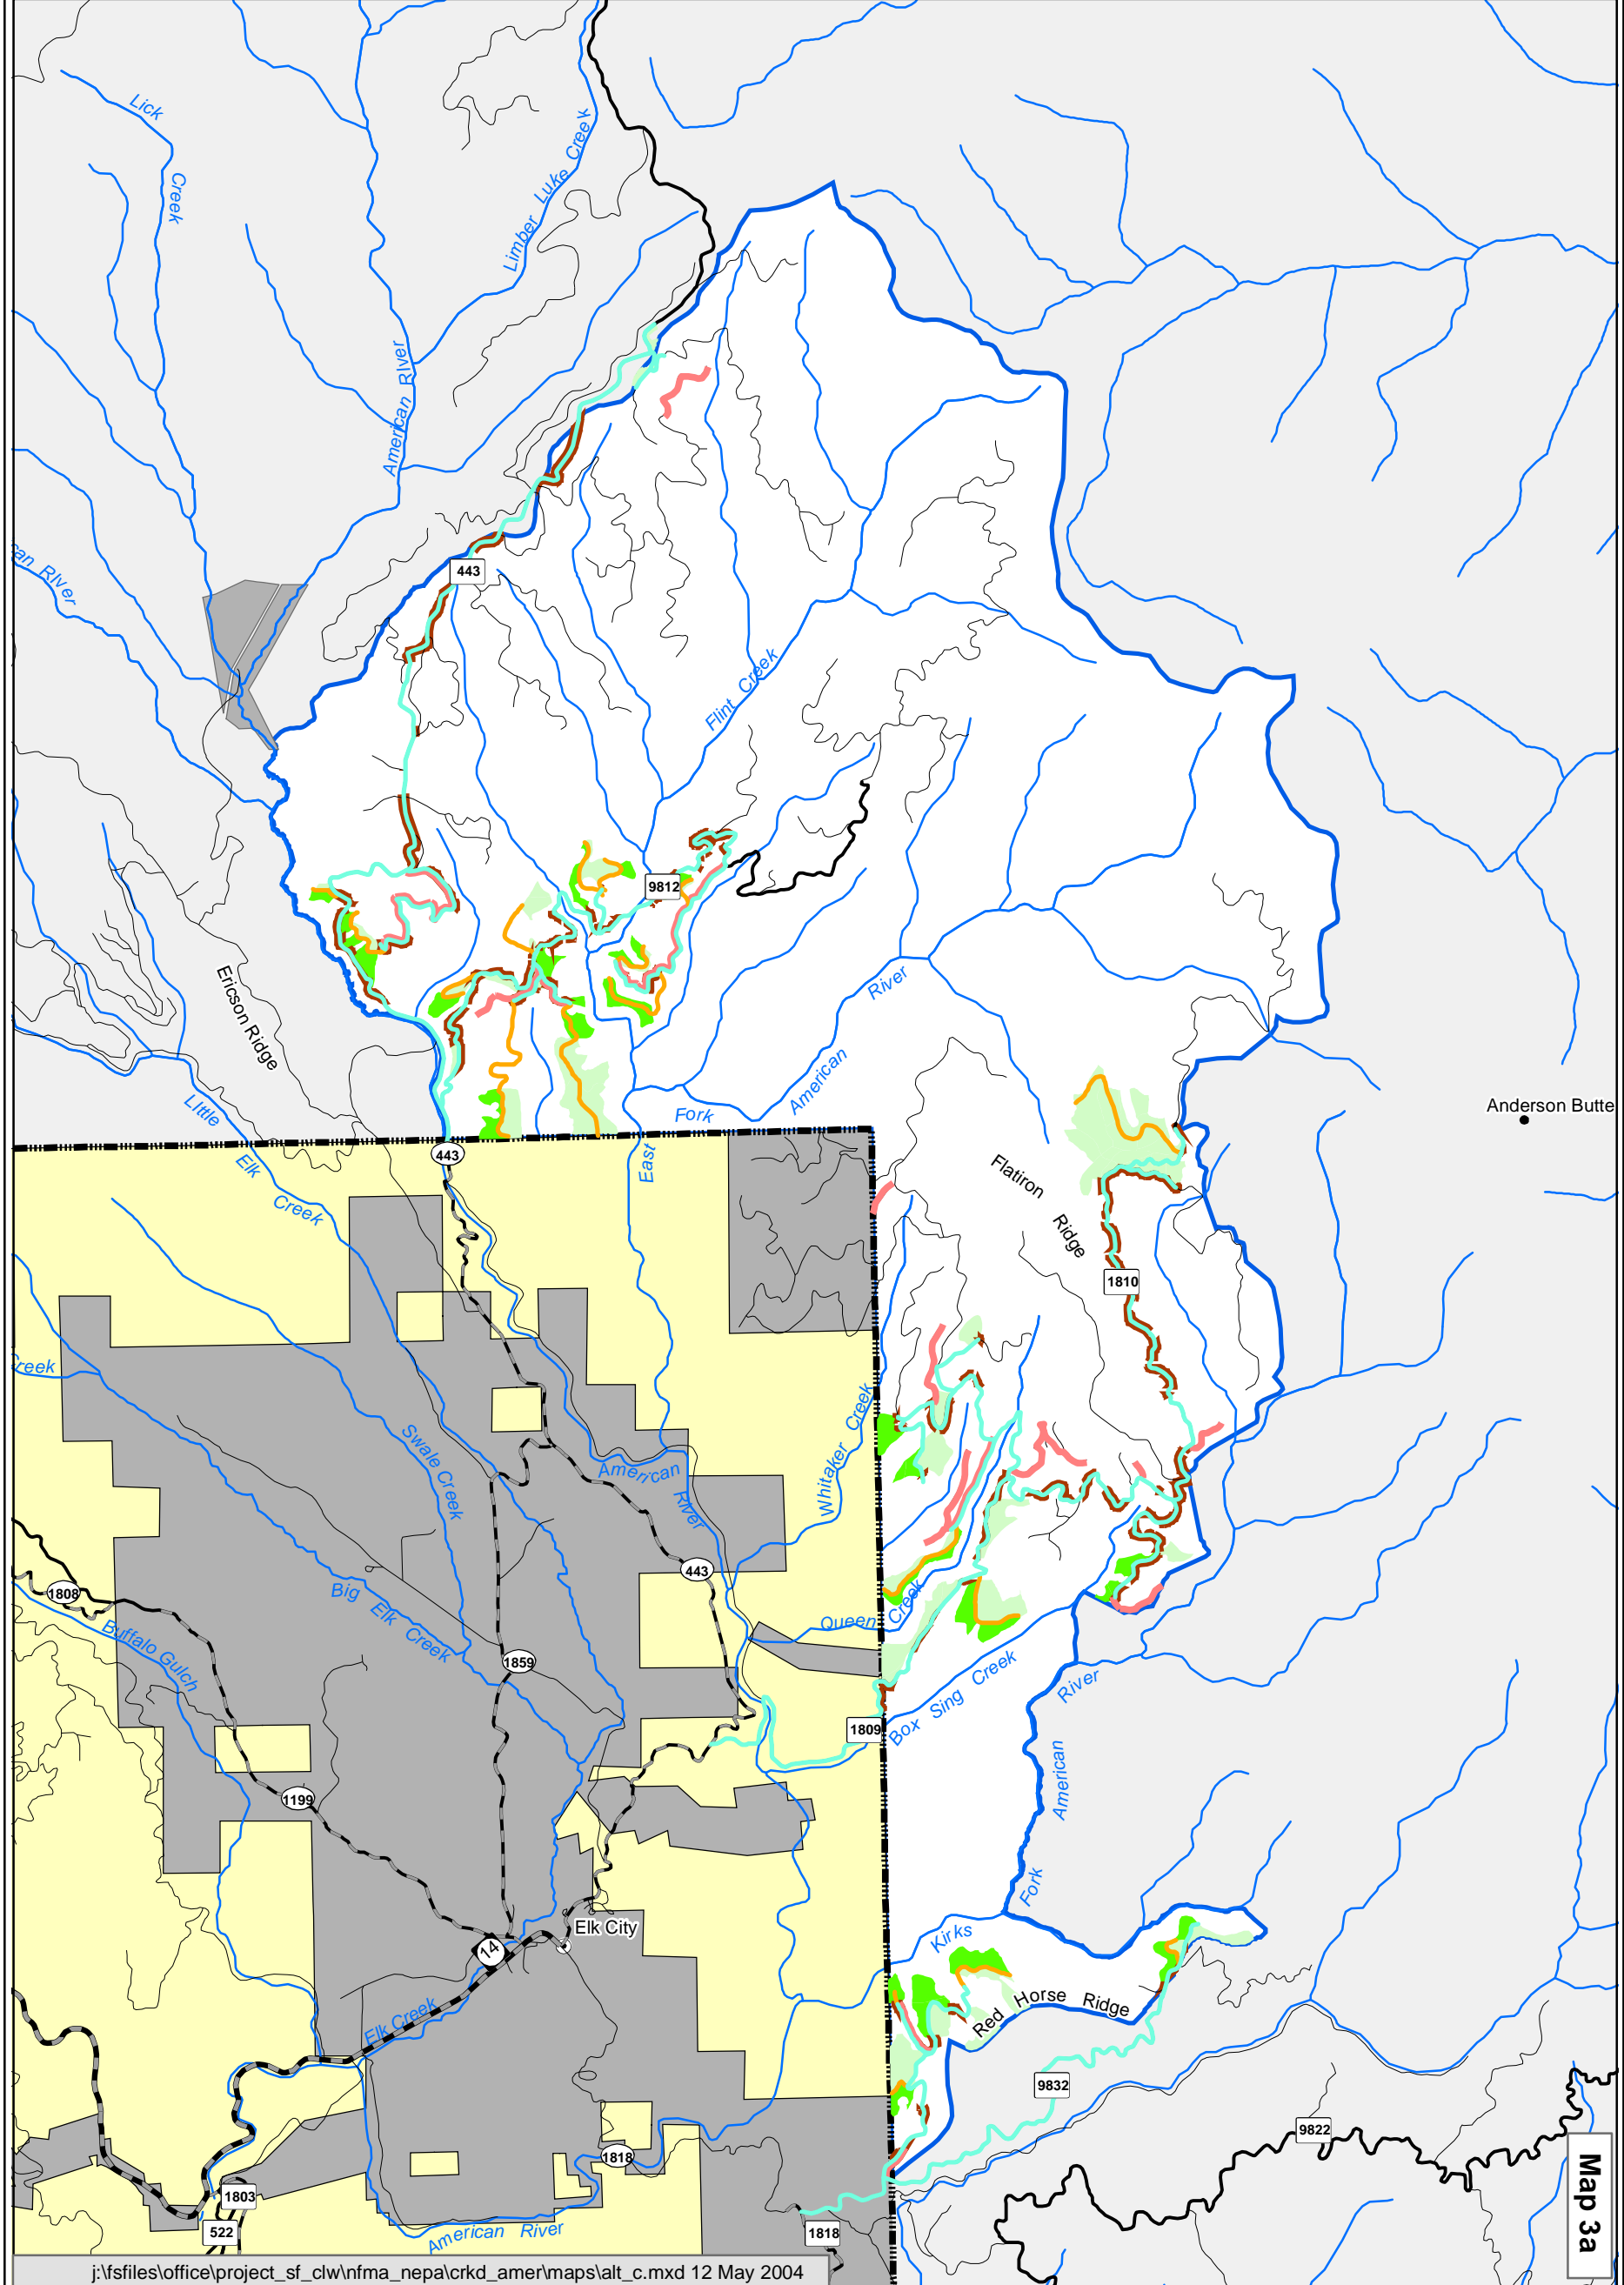 Lick
Creek
Limber Luke Creek
American RIver
can RIver
443
Flint Creek
9812
Ericson Ridge
River
American
Fork
East
Anderson Butte
LIttle
Elk
Creek
443
Flatiron
Ridge
1810
Creek
Swale Creek
American
River
Whitaker Creek
443
1808
Big Elk Creek
Buffalo Gulch
Queen Creek
1859
Box Sing Creek
River
1809
American
1199
Fork
Kirks
Elk City
14
Red Horse Ridge
Elk Creek
9832
9822
Map 3a
1818
1803
522
American River
1818
j:\fsfiles\office\project_sf_clw\nfma_nepa\crkd_amer\maps\alt_c.mxd 12 May 2004